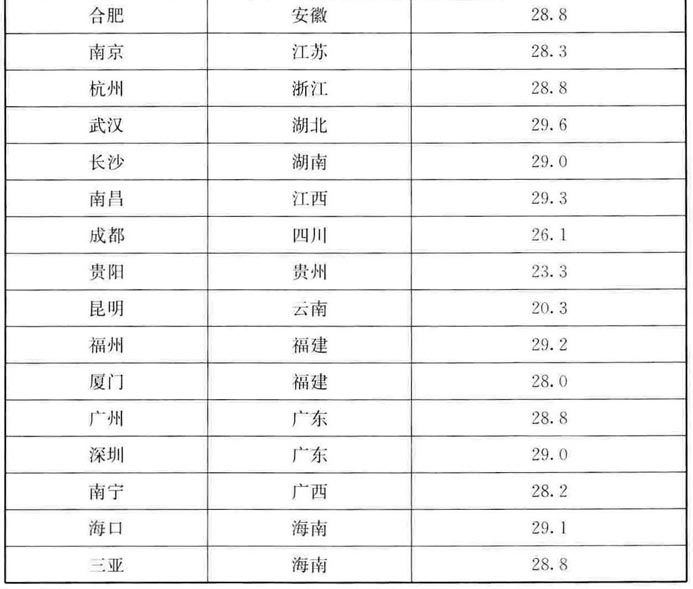 合肥 安徽 28.8
南京 江苏 28.3
杭州 浙江 28.8
武汉 湖北 29.6
长沙 湖南 29.0
南昌 江西 29.3
成都 四川 26.1
贵阳 贵州 23.3
昆明 云南 20.3
福州 福建 29.2
厦门 福建 28.0
广州 广东 28.8
深圳 广东 29.0
南宁 广西 28.2
海口 海南 29.1
三亚 海南 28.8